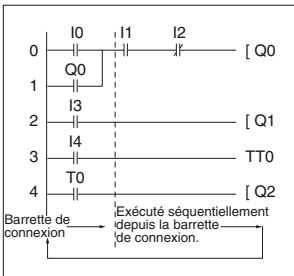 I0 I1 I2
0 [ Q0
Q0
1
I3
2 [ Q1
I4
3 TT0
T0
4 [ Q2
Barrette de
connexion
Exécuté séquentiellement
depuis la barrette
de connexion.